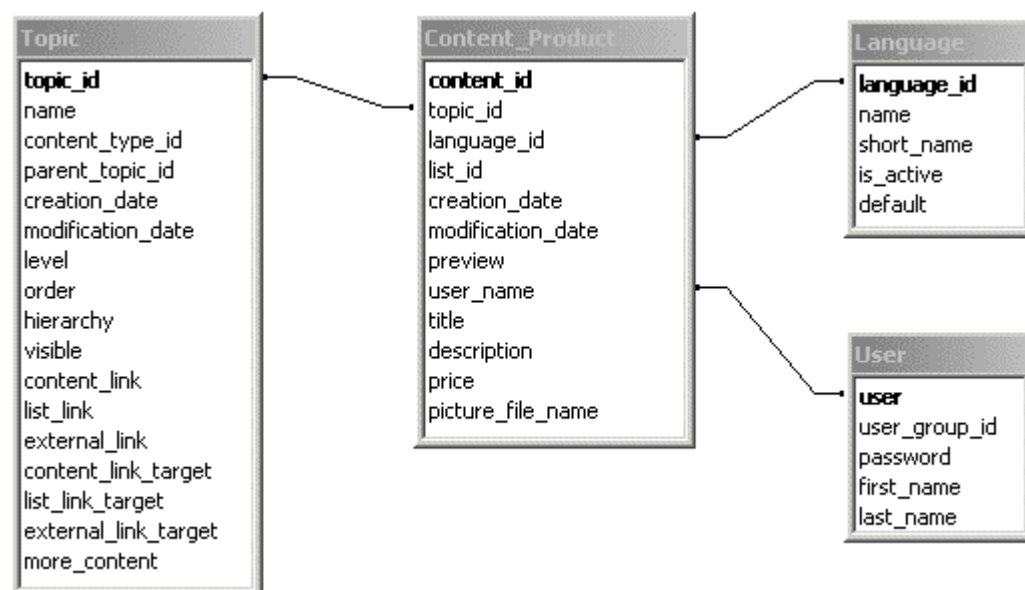 Topic
topic_id
name
content_type_id
parent_topic_id
creation_date
modification_date
level
order
hierarchy
visible
content_link
list_link
external_link
content_link_target
list_link_target
external_link_target
more_content
Content_Product
content_id
topic_id
language_id
list_id
creation_date
modification_date
preview
user_name
title
description
price
picture_file_name
Language
language_id
name
short_name
is_active
default
User
user
user_group_id
password
first_name
last_name